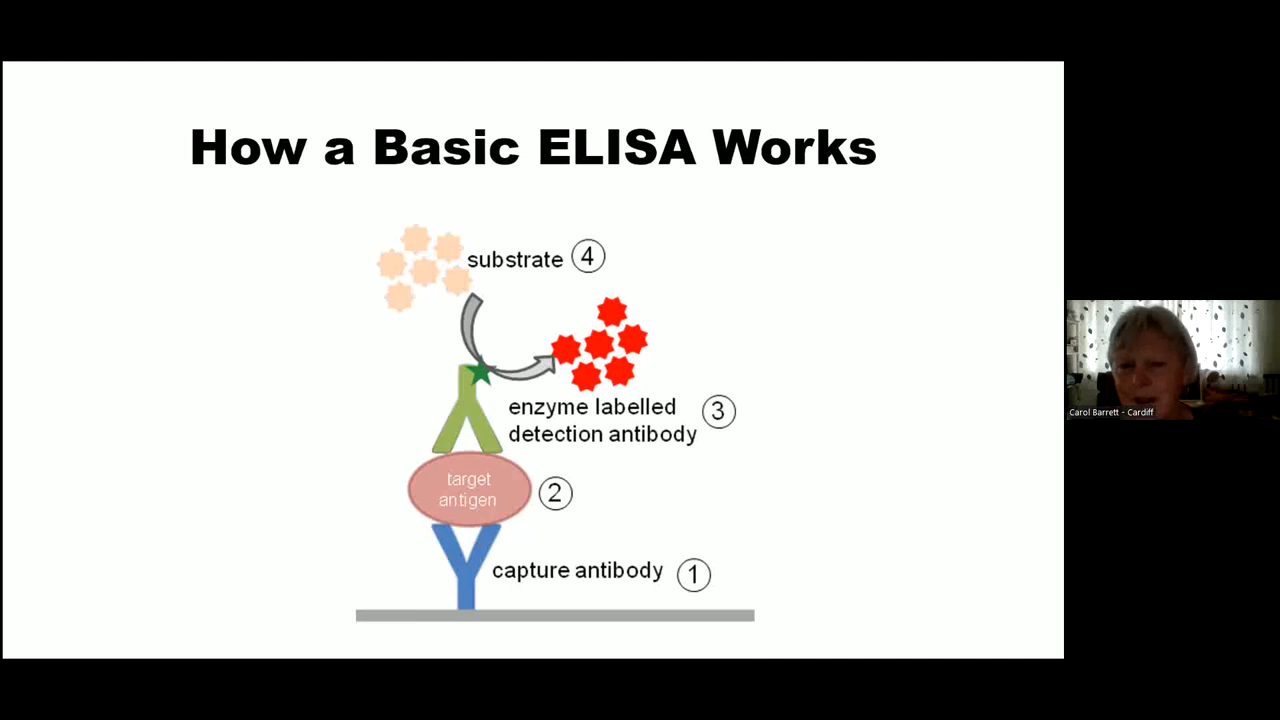 How a Basic ELISA Works
substrate 4
enzyme labelled 3
detection antibody
target
antigen
2
capture antibody 1
Carol Barrett - Cardiff